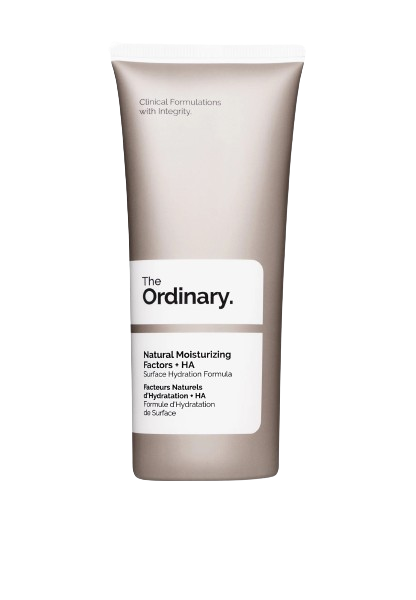 Clinical Formulations
with Integrity.
The
Ordinary.
Natural Moisturizing
Factors + HA
Surface Hydration Formula
Facteurs Naturels
d'Hydratation + HA
Formule d'Hydratation
de Surface